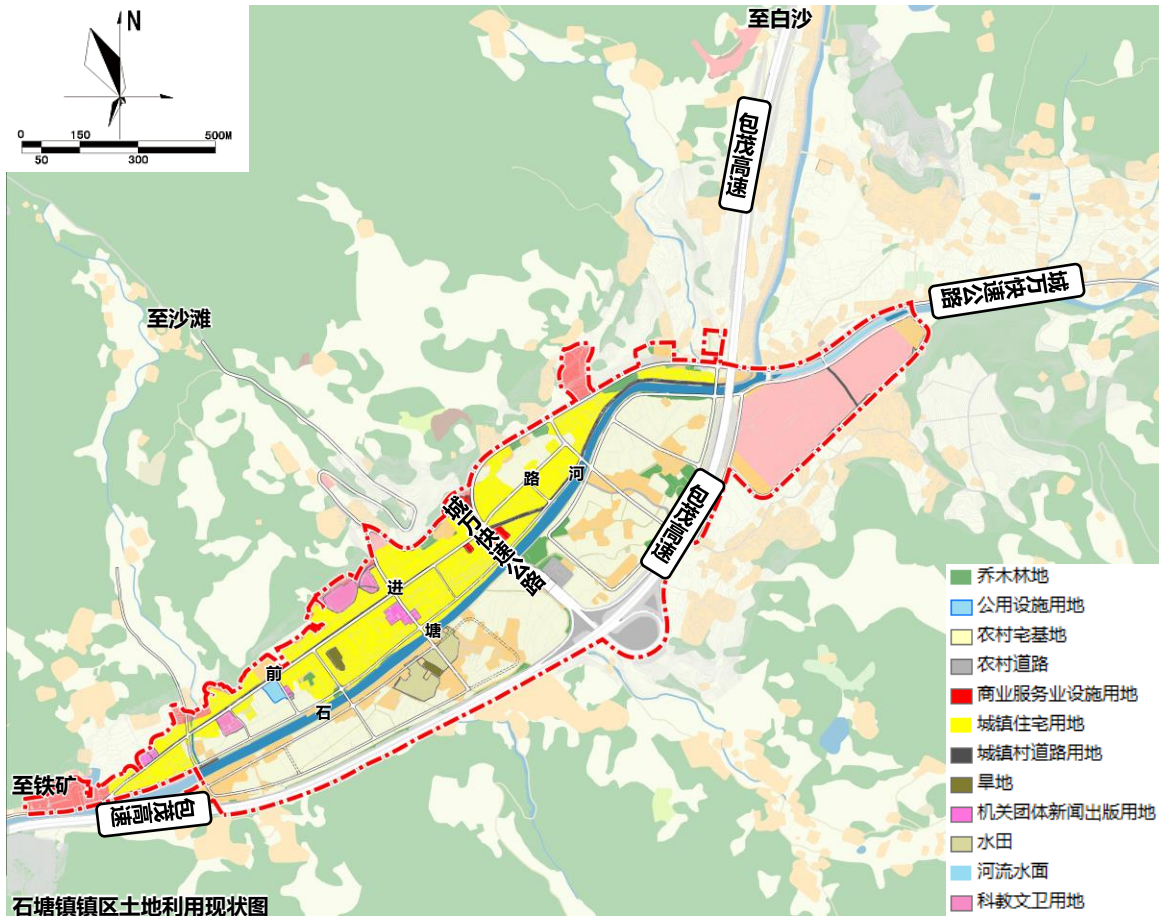 至白沙
N
0 150 500M
50 300
包茂高速
城万快速公路
至沙滩
路 河
包茂高速
城万快速公路
进
塘
前
石
至铁矿
包茂高速
乔木林地
公用设施用地
农村宅基地
农村道路
商业服务业设施用地
城镇住宅用地
城镇村道路用地
旱地
机关团体新闻出版用地
水田
河流水面
科教文卫用地
石塘镇镇区土地利用现状图